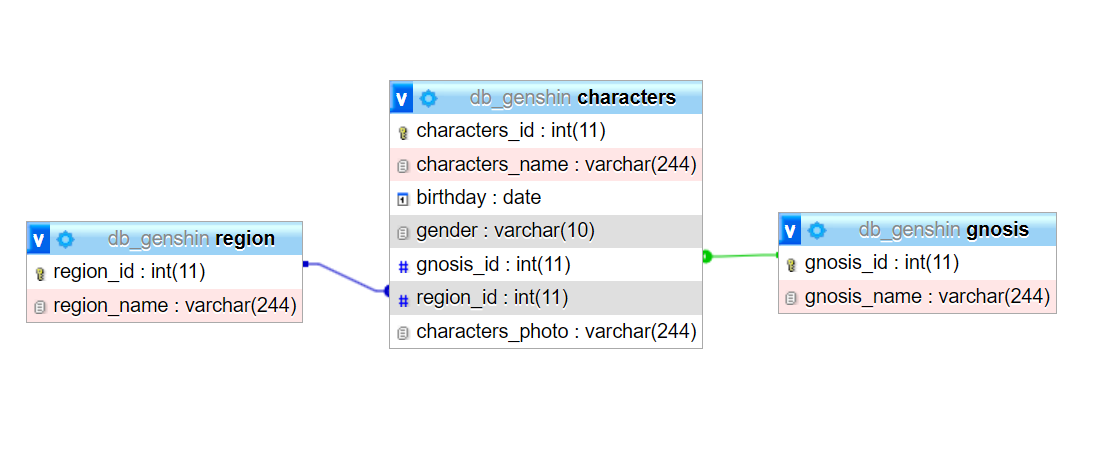 v db_genshin characters
characters_id : int(11)
characters_name : varchar(244)
birthday : date
gender : varchar(10)
# gnosis_id : int(11)
# region_id : int(11)
characters_photo : varchar(244)
v db_genshin region
region_id : int(11)
region_name : varchar(244)
v db_genshin gnosis
gnosis_id : int(11)
gnosis_name : varchar(244)